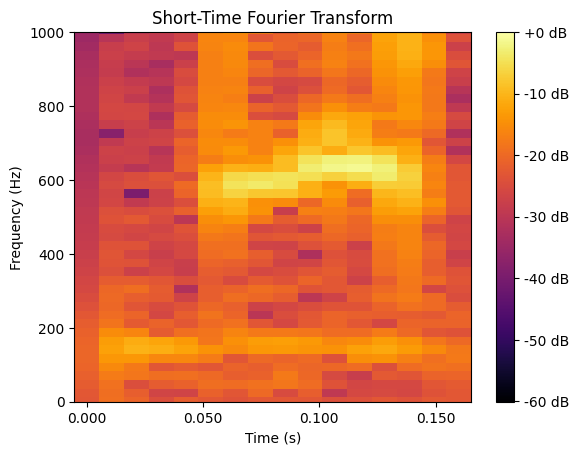 Short-Time Fourier Transform
1000
800
600
400
200
0
Frequency (Hz)
0.000
0.050
0.100
0.150
Time (s)
+0 dB
-10 dB
-20 dB
-30 dB
-40 dB
-50 dB
-60 dB